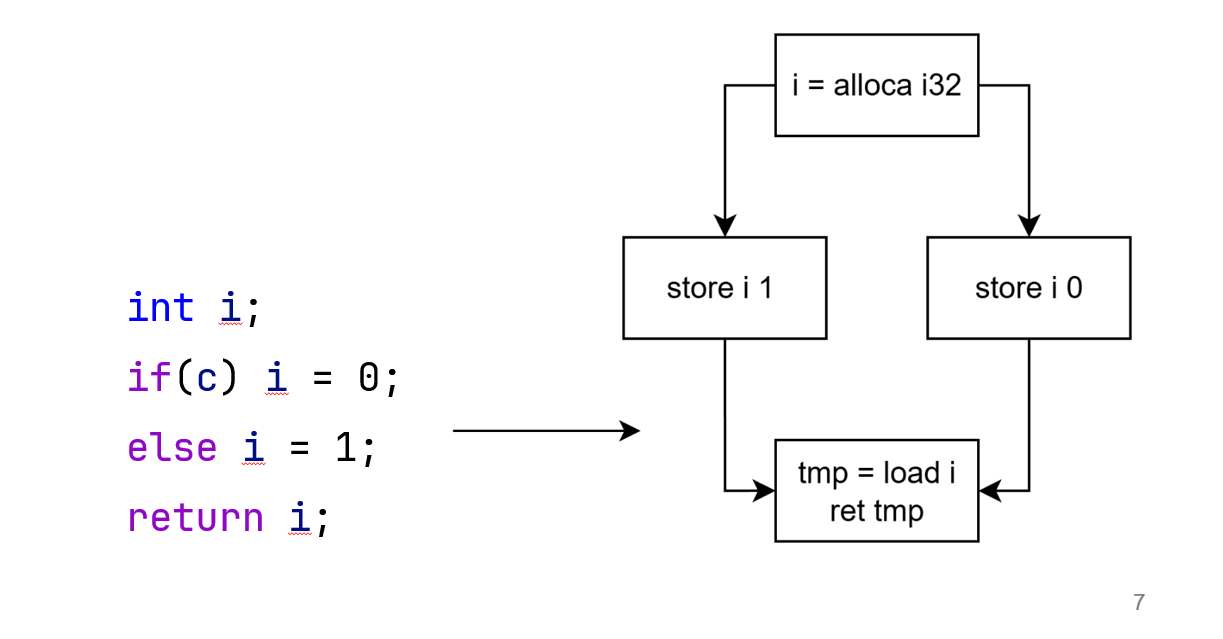 int i;
if(c) i = 0;
else i = 1;
return i;
i = alloca i32
store i 1
store i 0
tmp = load i
ret tmp
7